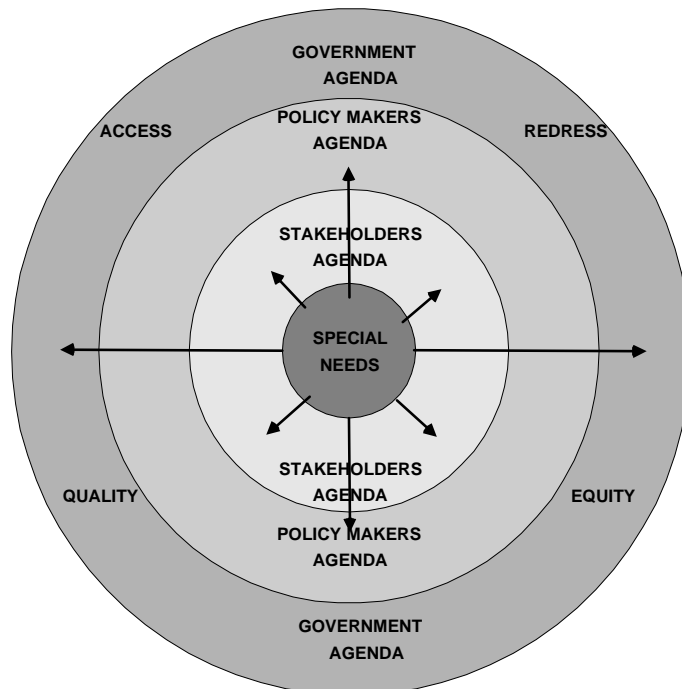 GOVERNMENT
AGENDA
POLICY MAKERS
AGENDA
ACCESS
REDRESS
STAKEHOLDERS
AGENDA
SPECIAL
NEEDS
STAKEHOLDERS
AGENDA
QUALITY
EQUITY
POLICY MAKERS
AGENDA
GOVERNMENT
AGENDA